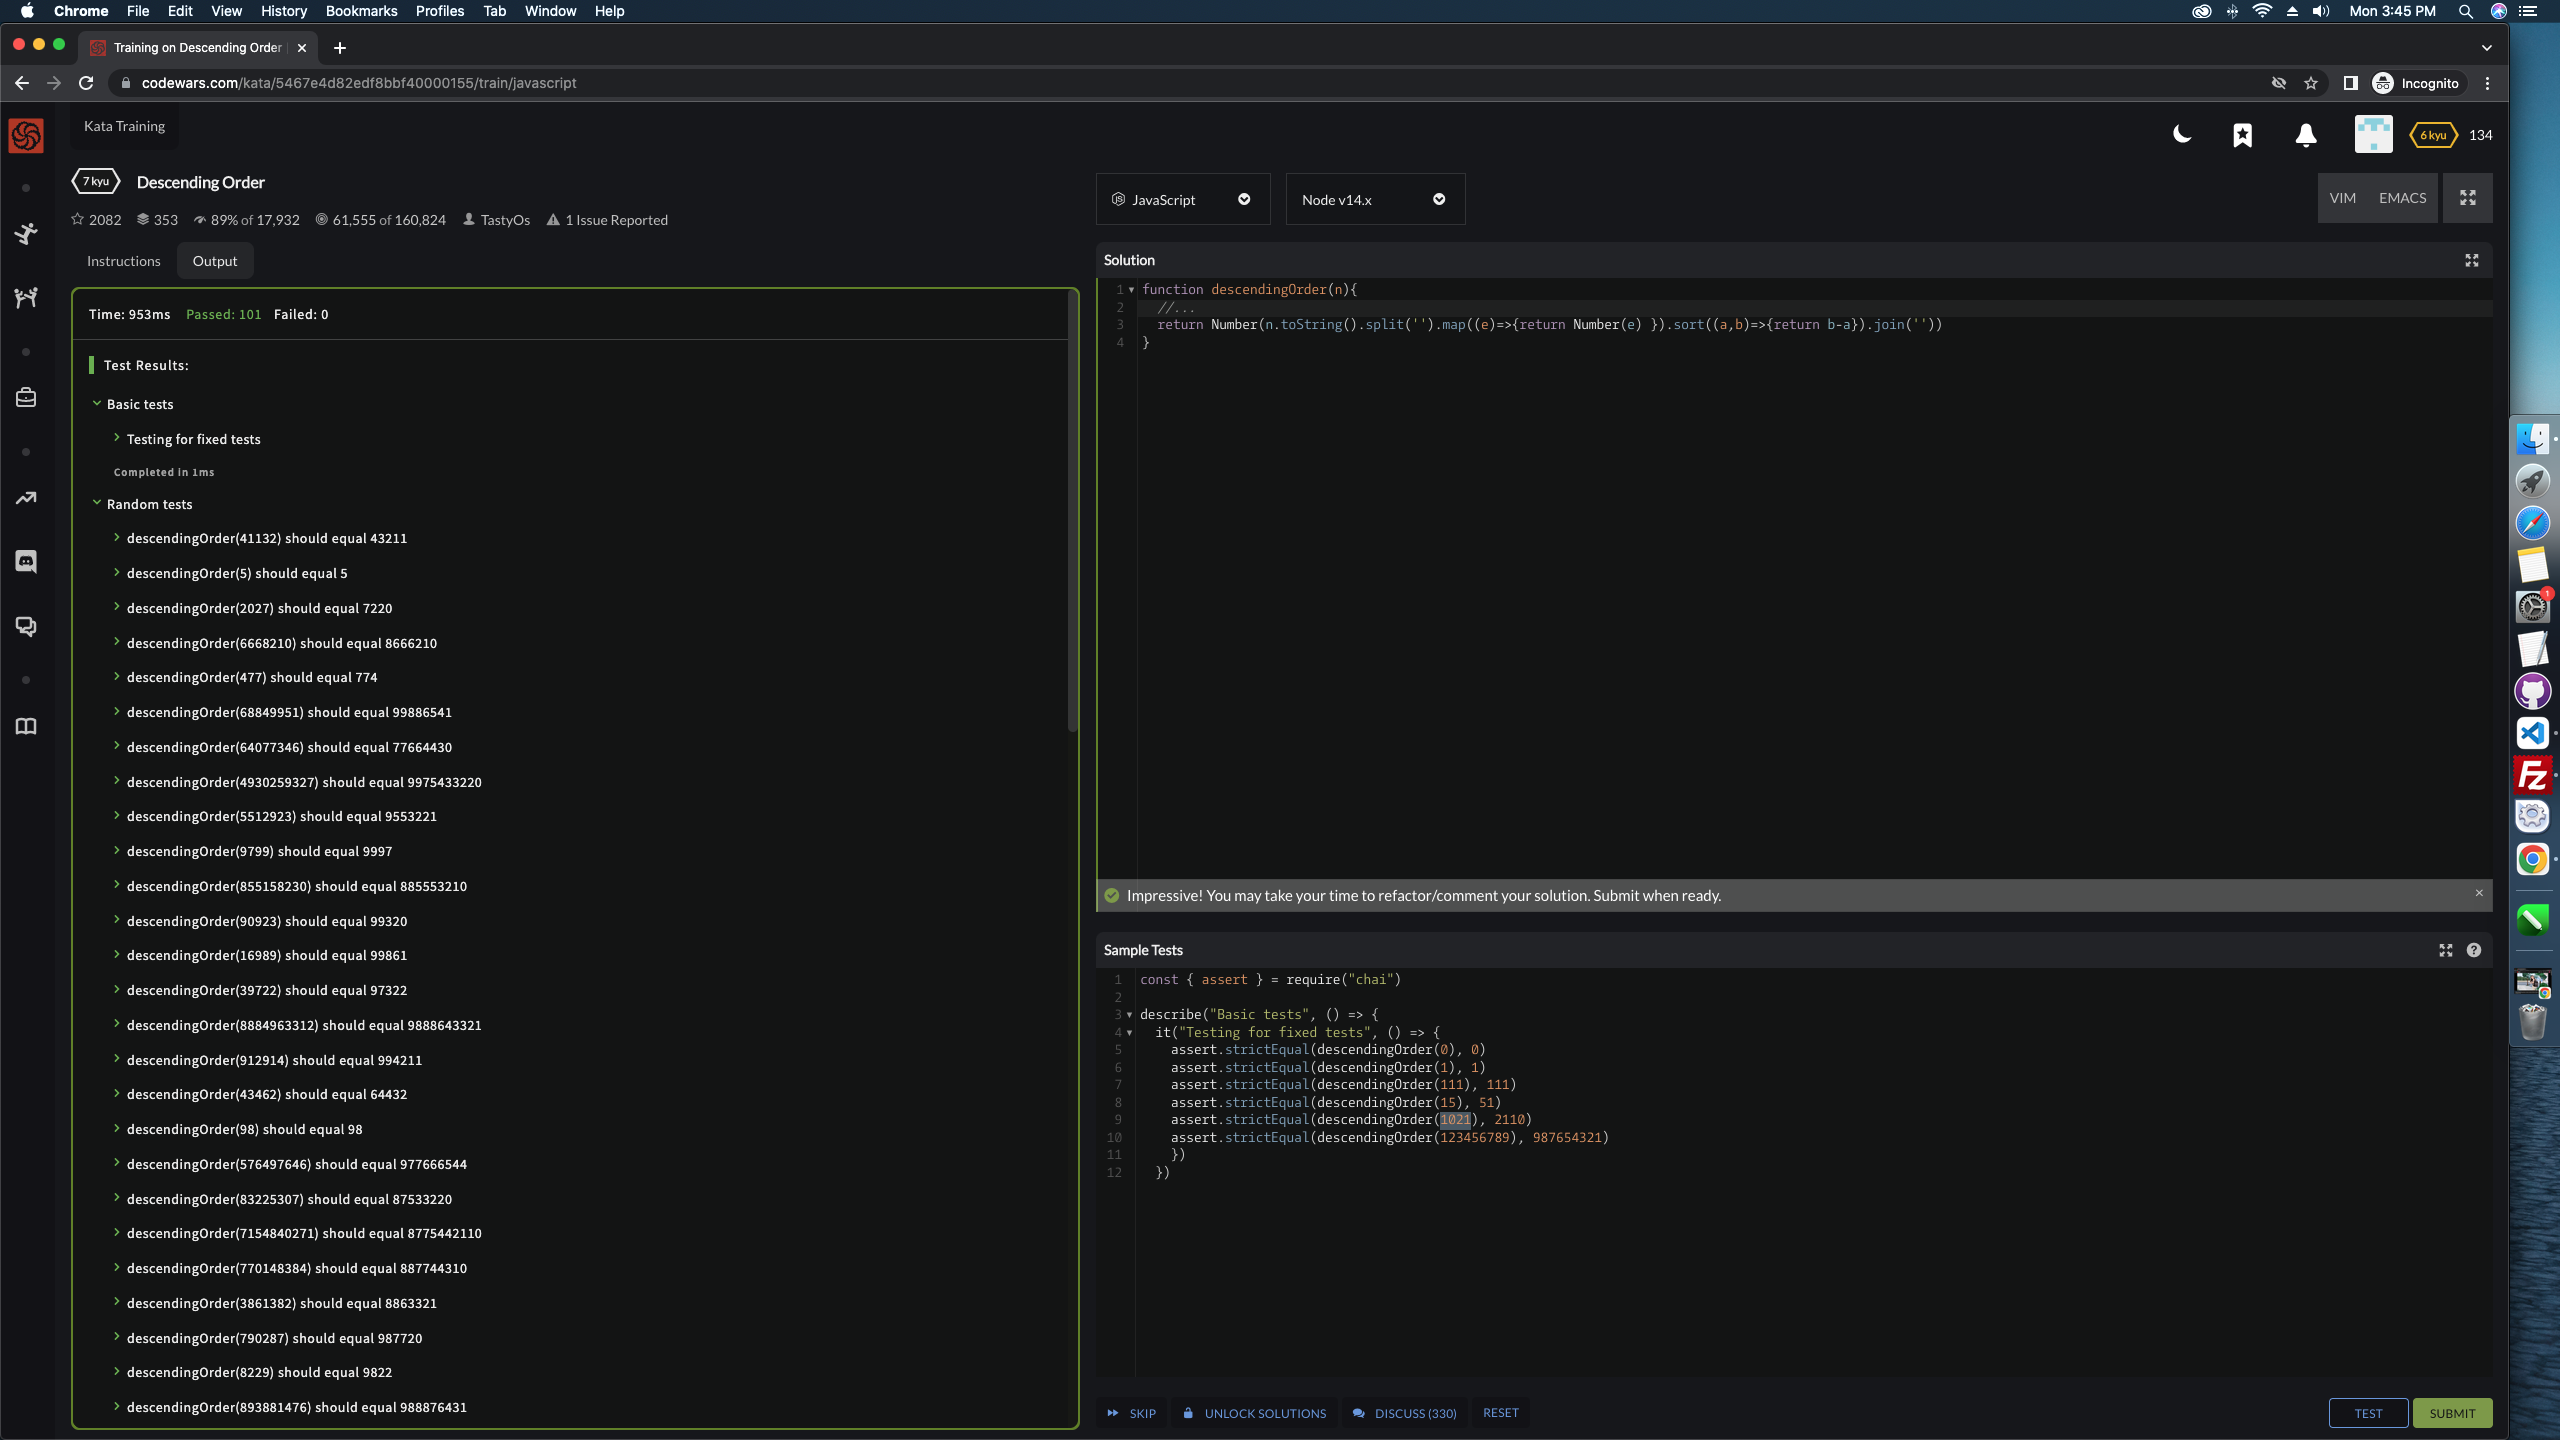 Chrome File Edit View History Bookmarks Profiles Tab Window Help Mon 3:45 PM
Training on Descending Order
codewars.com/kata/5467e4d82edf8bbf40000155/train/javascript Incognito
Kata Training 6 kyu 134
7 kyu Descending Order
2082 353 89% of 17,932 61,555 of 160,824 TastyOs 1 Issue Reported
JavaScript Node v14.x VIM EMACS
Instructions Output
Time: 953ms Passed: 101 Failed: 0
Test Results:
Basic tests
Testing for fixed tests
Completed in 1ms
Random tests
descendingOrder(41132) should equal 43211
descendingOrder(5) should equal 5
descendingOrder(2027) should equal 7220
descendingOrder(6668210) should equal 8666210
descendingOrder(477) should equal 774
descendingOrder(68849951) should equal 99886541
descendingOrder(64077346) should equal 77664430
descendingOrder(4930259327) should equal 9975433220
descendingOrder(5512923) should equal 9553221
descendingOrder(9799) should equal 9997
descendingOrder(855158230) should equal 885553210
descendingOrder(90923) should equal 99320
descendingOrder(16989) should equal 99861
descendingOrder(39722) should equal 97322
descendingOrder(8884963312) should equal 9888643321
descendingOrder(912914) should equal 994211
descendingOrder(43462) should equal 64432
descendingOrder(98) should equal 98
descendingOrder(576497646) should equal 977666544
descendingOrder(83225307) should equal 87533220
descendingOrder(7154840271) should equal 8775442110
descendingOrder(770148384) should equal 887744310
descendingOrder(3861382) should equal 8863321
descendingOrder(790287) should equal 987720
descendingOrder(8229) should equal 9822
descendingOrder(893881476) should equal 988876431
Solution
1 function descendingOrder(n){
2 //...
3 return Number(n.toString().split('').map((e)=>{return Number(e) }).sort((a,b)=>{return b-a}).join(''))
4 }
Impressive! You may take your time to refactor/comment your solution. Submit when ready. ×
Sample Tests
1 const { assert } = require("chai")
2
3 describe("Basic tests", () => {
4 it("Testing for fixed tests", () => {
5 assert.strictEqual(descendingOrder(0), 0)
6 assert.strictEqual(descendingOrder(1), 1)
7 assert.strictEqual(descendingOrder(111), 111)
8 assert.strictEqual(descendingOrder(15), 51)
9 assert.strictEqual(descendingOrder(1021), 2110)
10 assert.strictEqual(descendingOrder(123456789), 987654321)
11 })
12 })
SKIP UNLOCK SOLUTIONS DISCUSS (330) RESET TEST SUBMIT
1
Fz